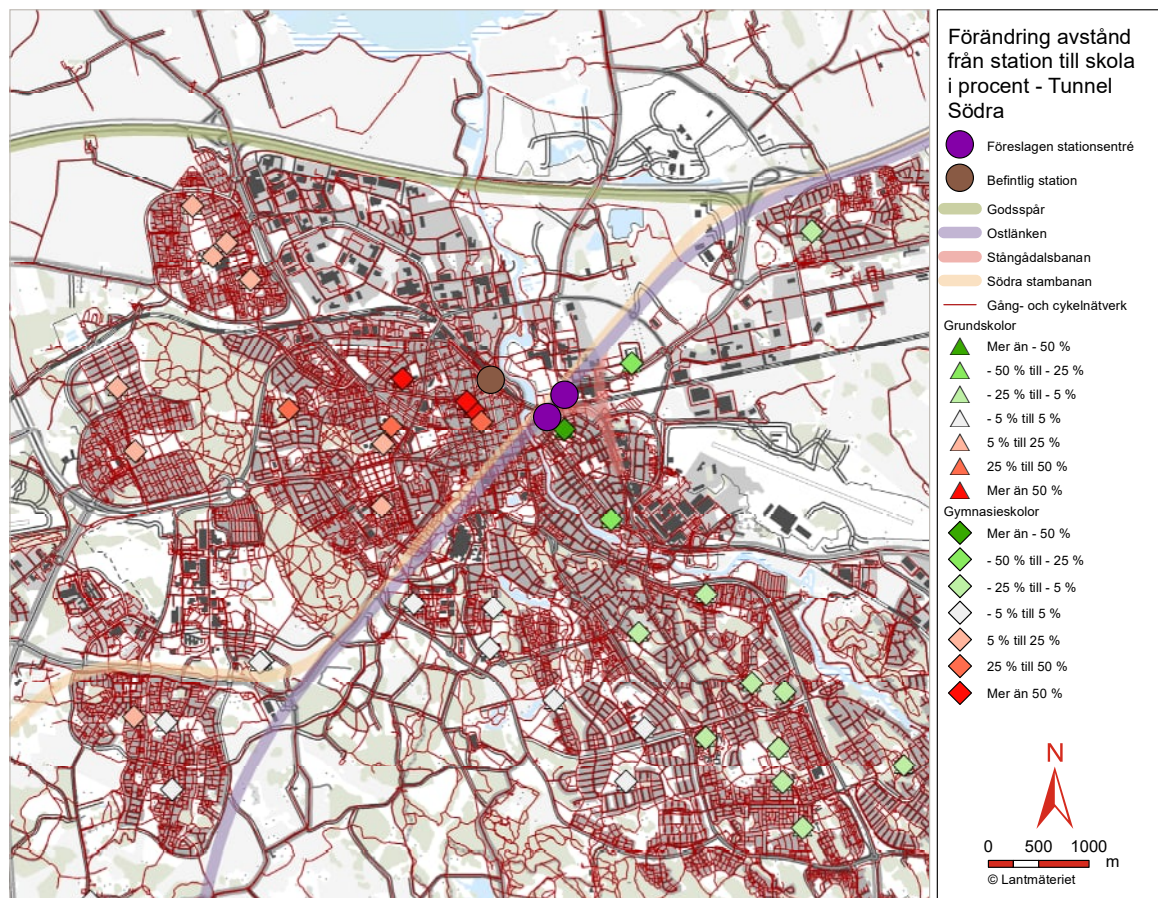 Förändring avstånd
från station till skola
i procent - Tunnel
Södra
Föreslagen stationsentré
Befintlig station
Godsspår
Ostlänken
Stångådalsbanan
Södra stambanan
Gång- och cykelnätverk
Grundskolor
Mer än - 50 %
- 50 % till - 25 %
- 25 % till - 5 %
- 5 % till 5 %
5 % till 25 %
25 % till 50 %
Mer än 50 %
Gymnasieskolor
Mer än - 50 %
- 50 % till - 25 %
- 25 % till - 5 %
- 5 % till 5 %
5 % till 25 %
25 % till 50 %
Mer än 50 %
N
0 500 1000
m
© Lantmäteriet